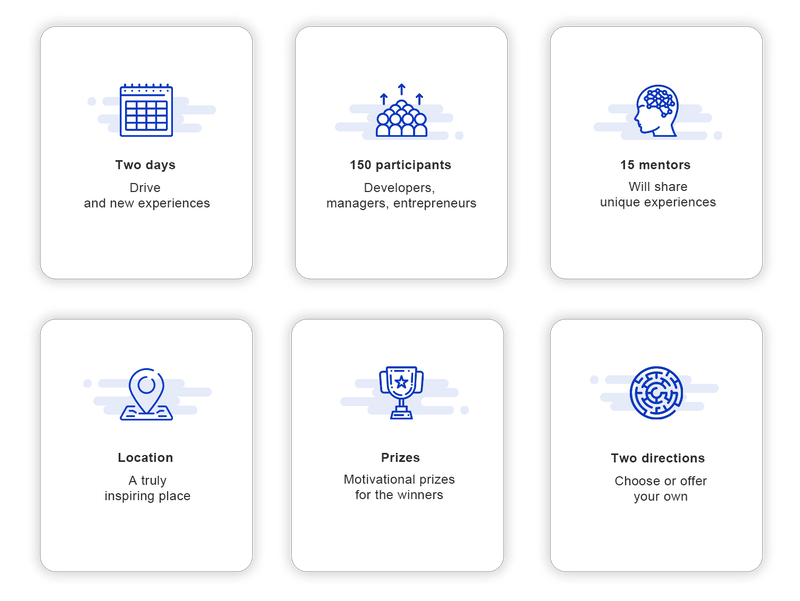 Two days
Drive
and new experiences
150 participants
Developers,
managers, entrepreneurs
15 mentors
Will share
unique experiences
Location
A truly
inspiring place
Prizes
Motivational prizes
for the winners
Two directions
Choose or offer
your own